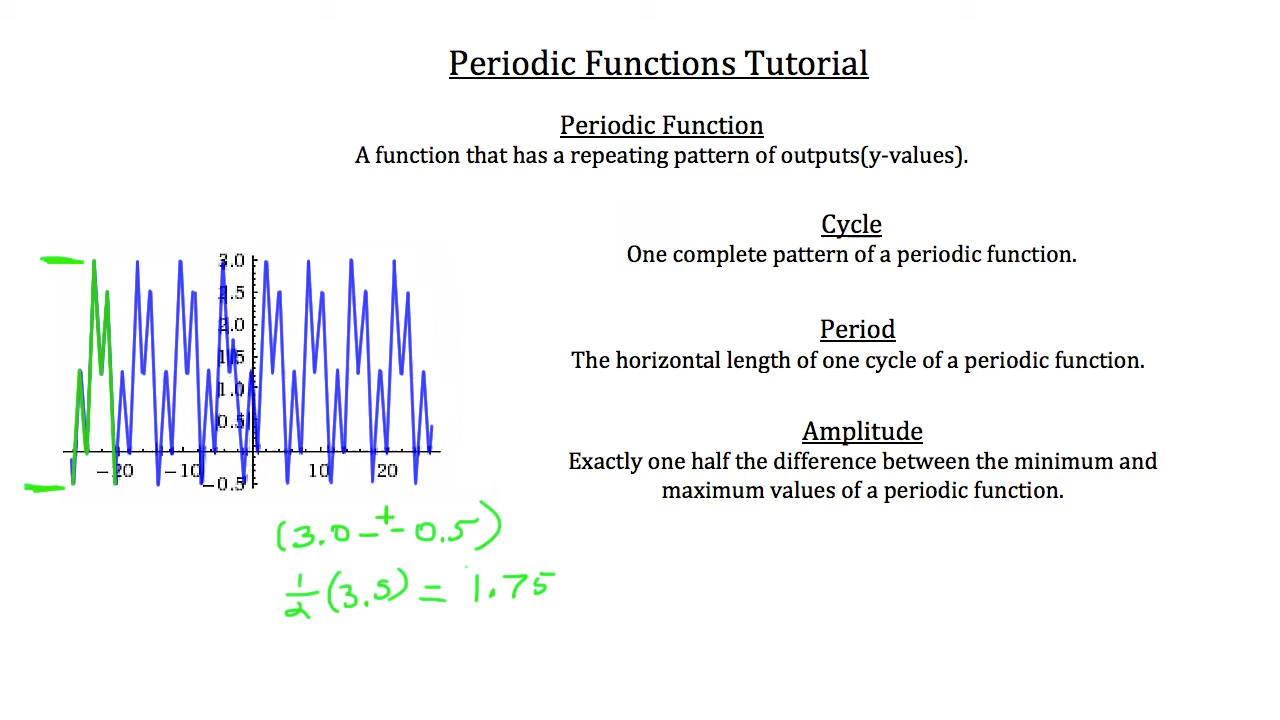 Periodic Functions Tutorial
Periodic Function
A function that has a repeating pattern of outputs(y-values).
Cycle
One complete pattern of a periodic function.
Period
The horizontal length of one cycle of a periodic function.
Amplitude
Exactly one half the difference between the minimum and
maximum values of a periodic function.
3.0
2.5
2.0
1.5
1.0
0.5
−20 −10 10 20
−0.5
(3.0 − + − 0.5)
1/2 (3.5) = 1.75